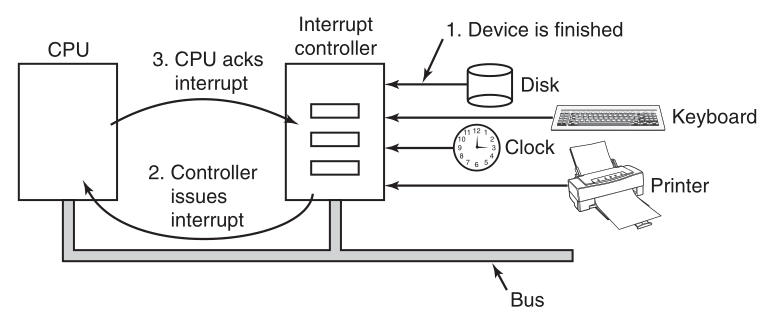 CPU
Interrupt
controller
1. Device is finished
3. CPU acks
interrupt
Disk
Keyboard
11 12 1
10 2
9 3
8 4
7 6 5
Clock
2. Controller
issues
interrupt
Printer
Bus